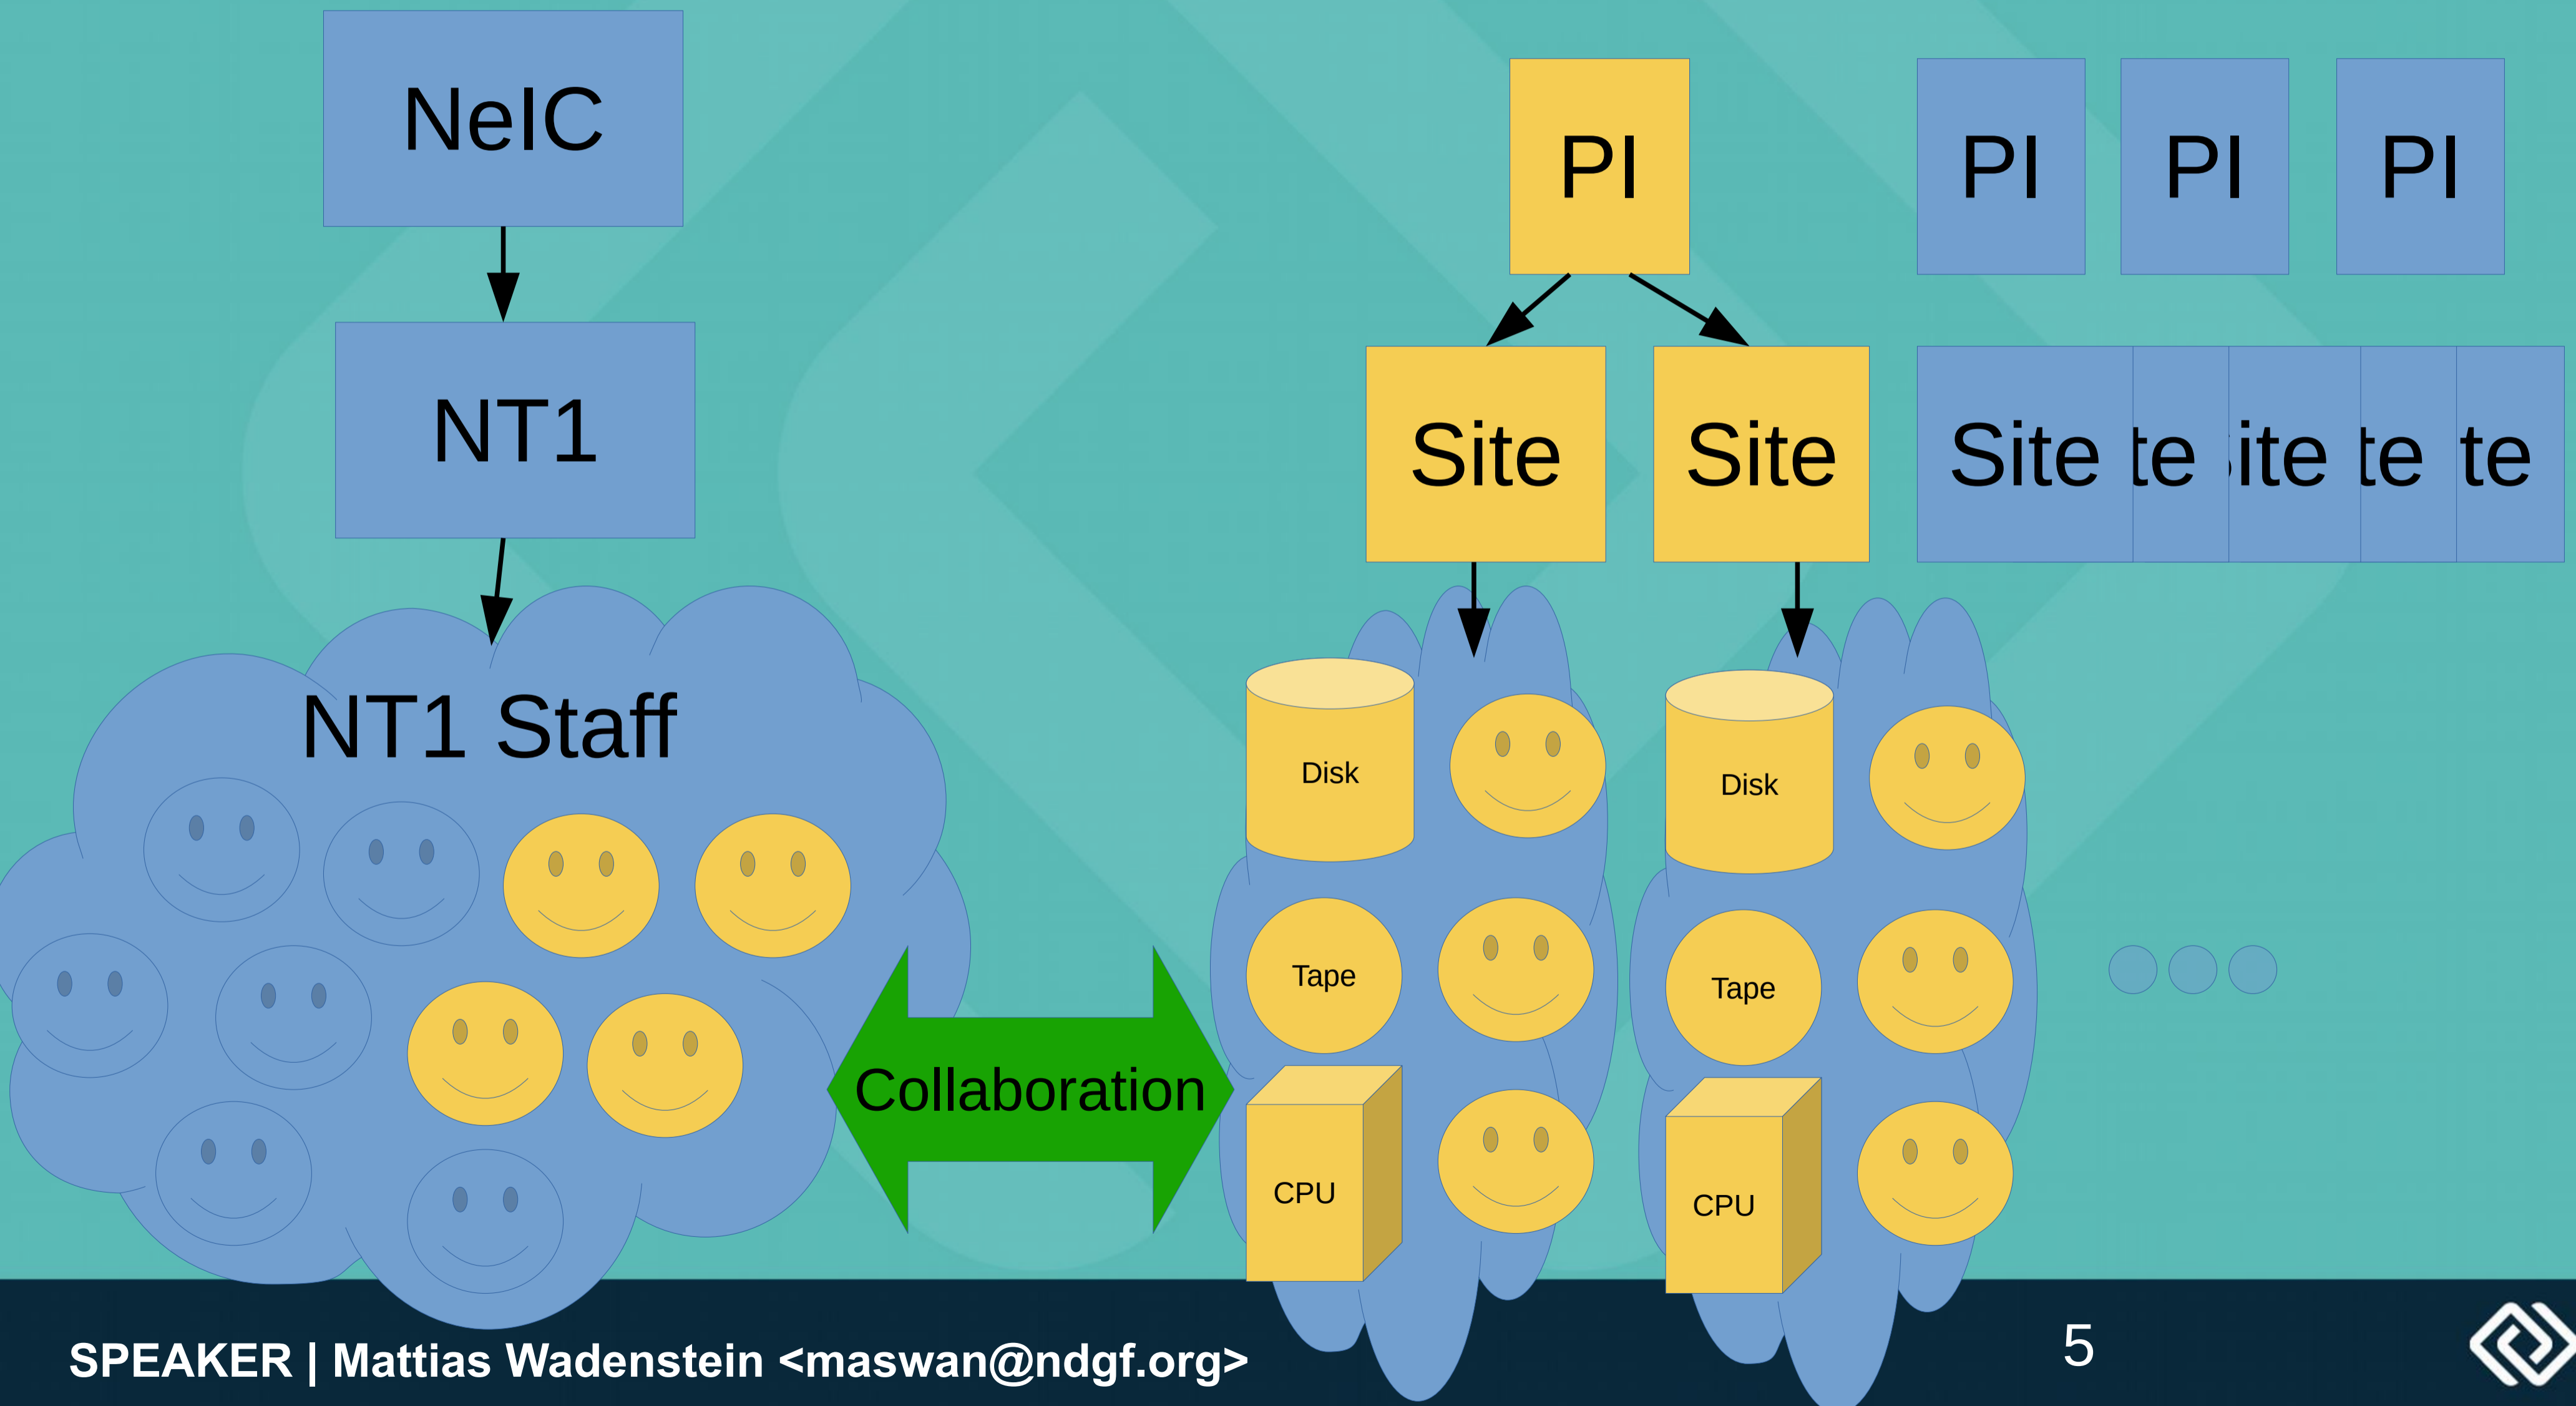 NeIC
PI
PI
PI
PI
NT1
Site
Site
Site
te
ite
te
te
NT1 Staff
Disk
Disk
Tape
Tape
Collaboration
CPU
CPU
SPEAKER | Mattias Wadenstein <maswan@ndgf.org>
5